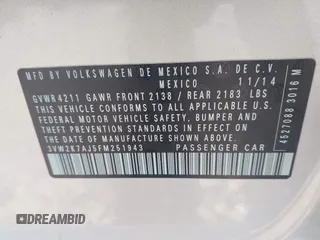 MFD BY VOLKSWAGEN DE MEXICO S.A. DE C.V.
MEXICO 11/14
GVWR 4211 GAWR FRONT 2138 / REAR 2183 LBS
THIS VEHICLE CONFORMS TO ALL APPLICABLE U.S.
FEDERAL MOTOR VEHICLE SAFETY, BUMPER AND
THEFT PREVENTION STANDARDS IN EFFECT ON THE
DATE OF MANUFACTURE SHOWN ABOVE
3VW2K7AJ5FM251943 PASSENGER CAR
4527088 3016 M
DREAMBID
DREAMBID.COM